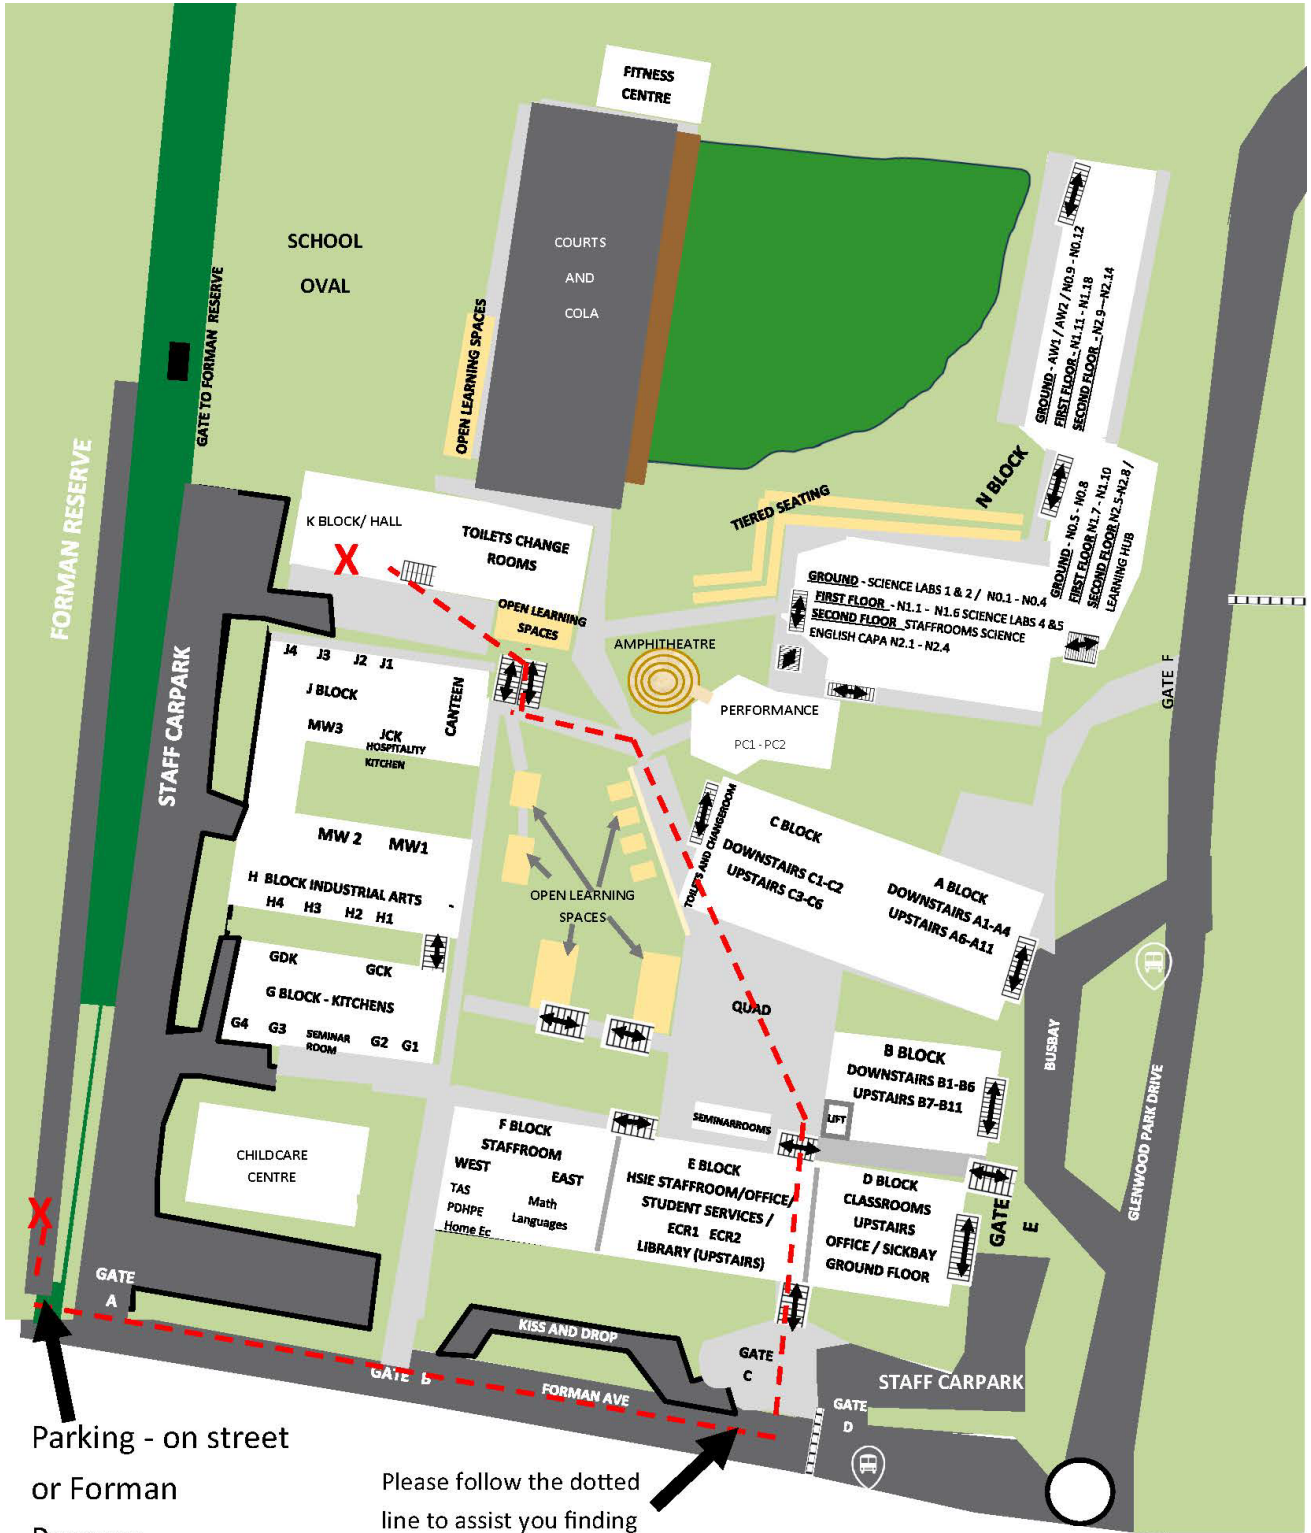 FITNESS
CENTRE
SCHOOL
OVAL
COURTS
AND
COLA
OPEN LEARNING SPACES
GATE TO FORMAN RESERVE
FORMAN RESERVE
STAFF CARPARK
GROUND - AW1 / AW2 / N0.9 - N0.12
FIRST FLOOR - N1.11 - N1.18
SECOND FLOOR - N2.9—N2.14
N BLOCK
GROUND - N0.5 - N0.8
FIRST FLOOR N1.7 - N1.10
SECOND FLOOR N2.5-N2.8 /
LEARNING HUB
TIERED SEATING
K BLOCK/ HALL
X
TOILETS CHANGE
ROOMS
OPEN LEARNING
SPACES
GROUND - SCIENCE LABS 1 & 2 / N0.1 - N0.4
FIRST FLOOR - N1.1 - N1.6 SCIENCE LABS 4 &5
SECOND FLOOR STAFFROOMS SCIENCE
ENGLISH CAPA N2.1 - N2.4
AMPHITHEATRE
PERFORMANCE
PC1 - PC2
GATE F
J4 J3 J2 J1
J BLOCK
CANTEEN
MW3
JCK
HOSPITALITY
KITCHEN
MW 2 MW1
H BLOCK INDUSTRIAL ARTS -
H4 H3 H2 H1
GDK GCK
G BLOCK - KITCHENS
G4 G3 SEMINAR
ROOM G2 G1
OPEN LEARNING
SPACES
TOILETS AND CHANGEROOM
C BLOCK
DOWNSTAIRS C1-C2
UPSTAIRS C3-C6
A BLOCK
DOWNSTAIRS A1-A4
UPSTAIRS A6-A11
QUAD
B BLOCK
DOWNSTAIRS B1-B6
UPSTAIRS B7-B11
LIFT
BUSBAY
GLENWOOD PARK DRIVE
SEMINARROOMS
CHILDCARE
CENTRE
F BLOCK
STAFFROOM
WEST EAST
TAS
PDHPE
Home Ec
Math
Languages
E BLOCK
HSIE STAFFROOM/OFFICE/
STUDENT SERVICES /
ECR1 ECR2
LIBRARY (UPSTAIRS)
D BLOCK
CLASSROOMS
UPSTAIRS
OFFICE / SICKBAY
GROUND FLOOR
GATE
E
X
GATE
A
KISS AND DROP
GATE B
FORMAN AVE
GATE
C
STAFF CARPARK
GATE
D
Parking - on street
or Forman
Please follow the dotted
line to assist you finding